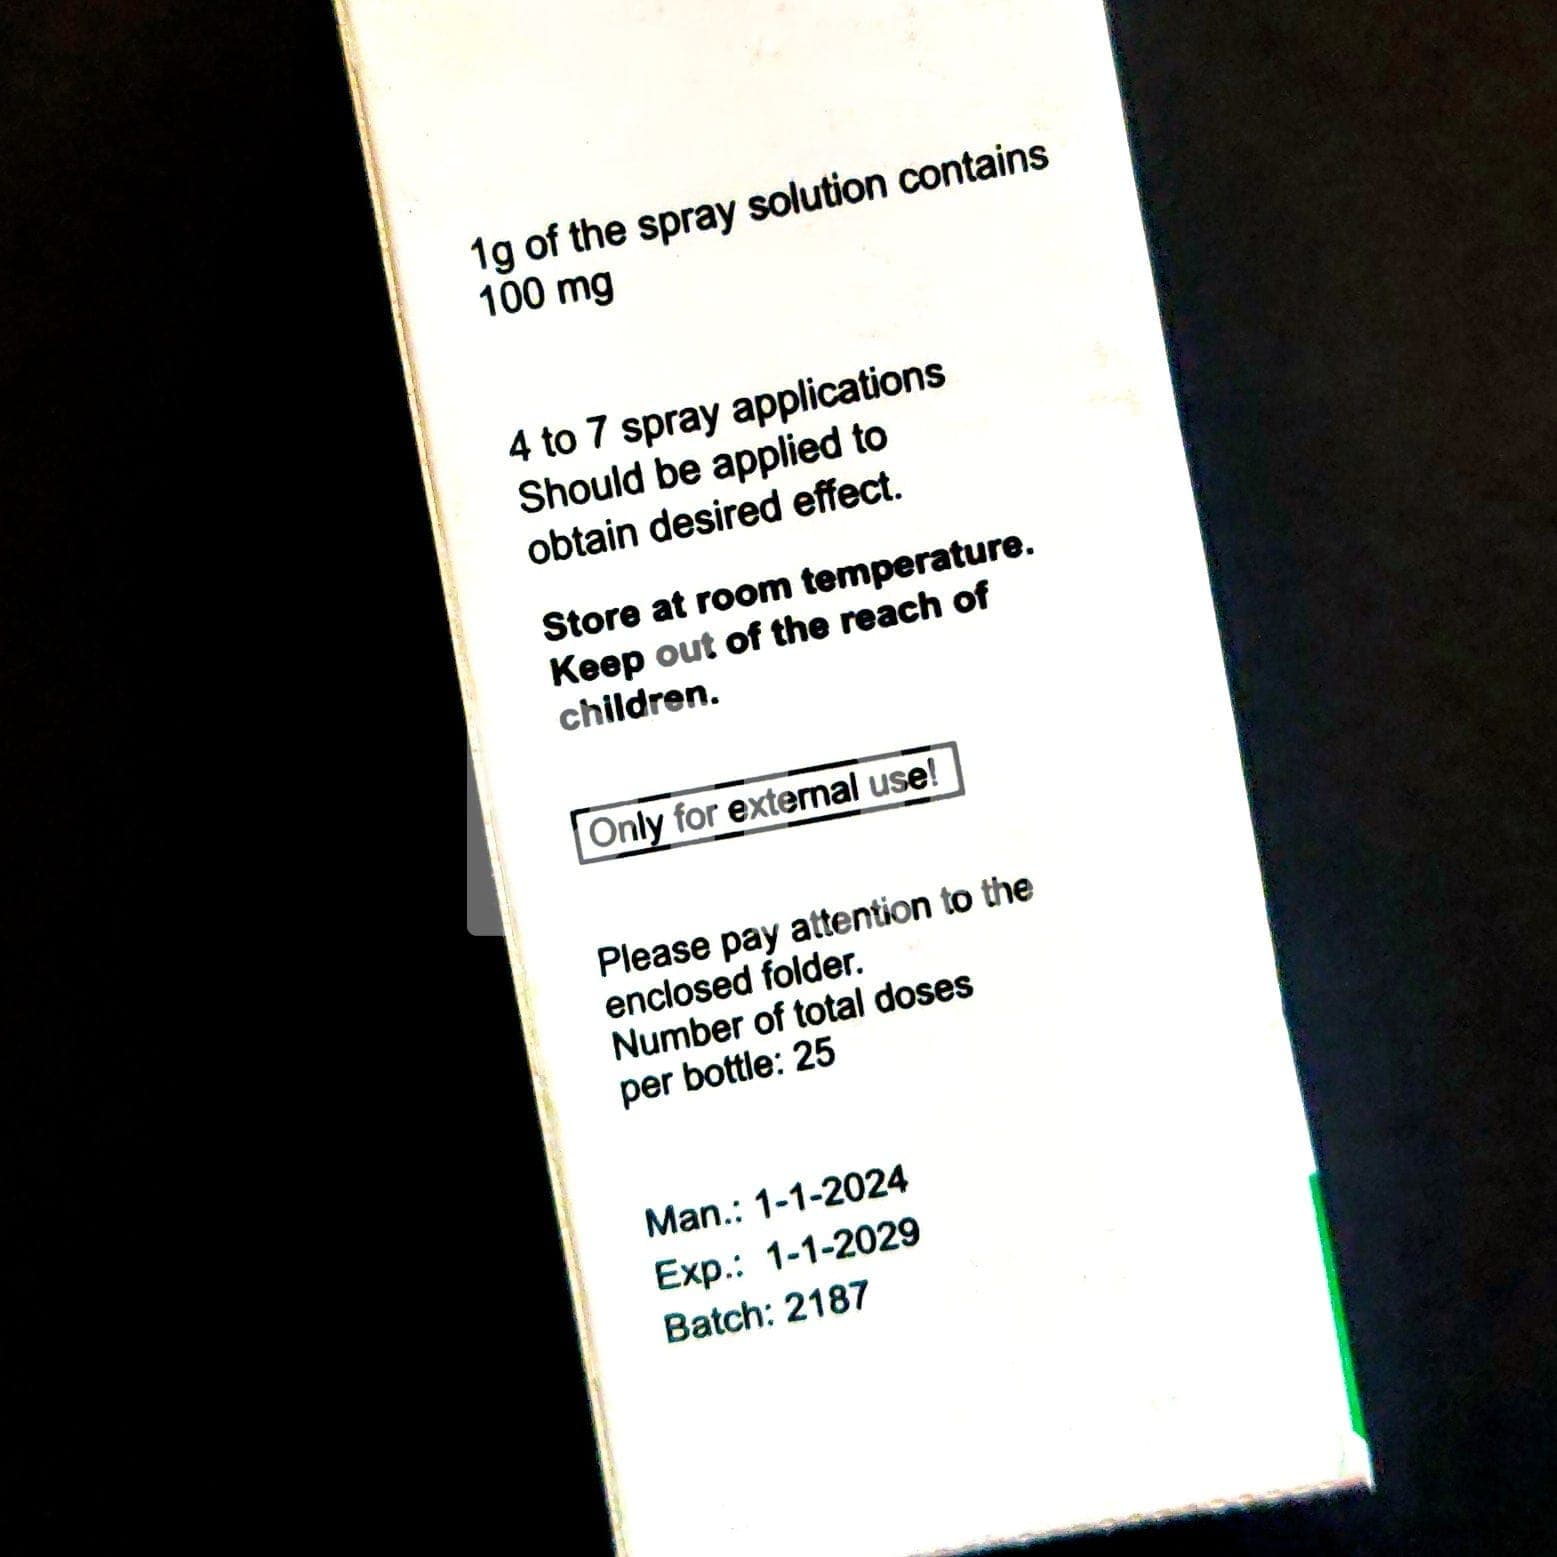 1g of the spray solution contains
100 mg
4 to 7 spray applications
Should be applied to
obtain desired effect.
Store at room temperature.
Keep out of the reach of
children.
Only for external use!
Please pay attention to the
enclosed folder.
Number of total doses
per bottle: 25
Man.: 1-1-2024
Exp.: 1-1-2029
Batch: 2187